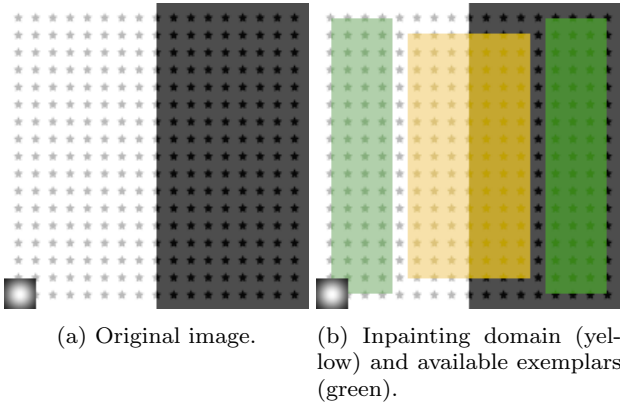 (a) Original image.
(b) Inpainting domain (yel-
low) and available exemplars
(green).